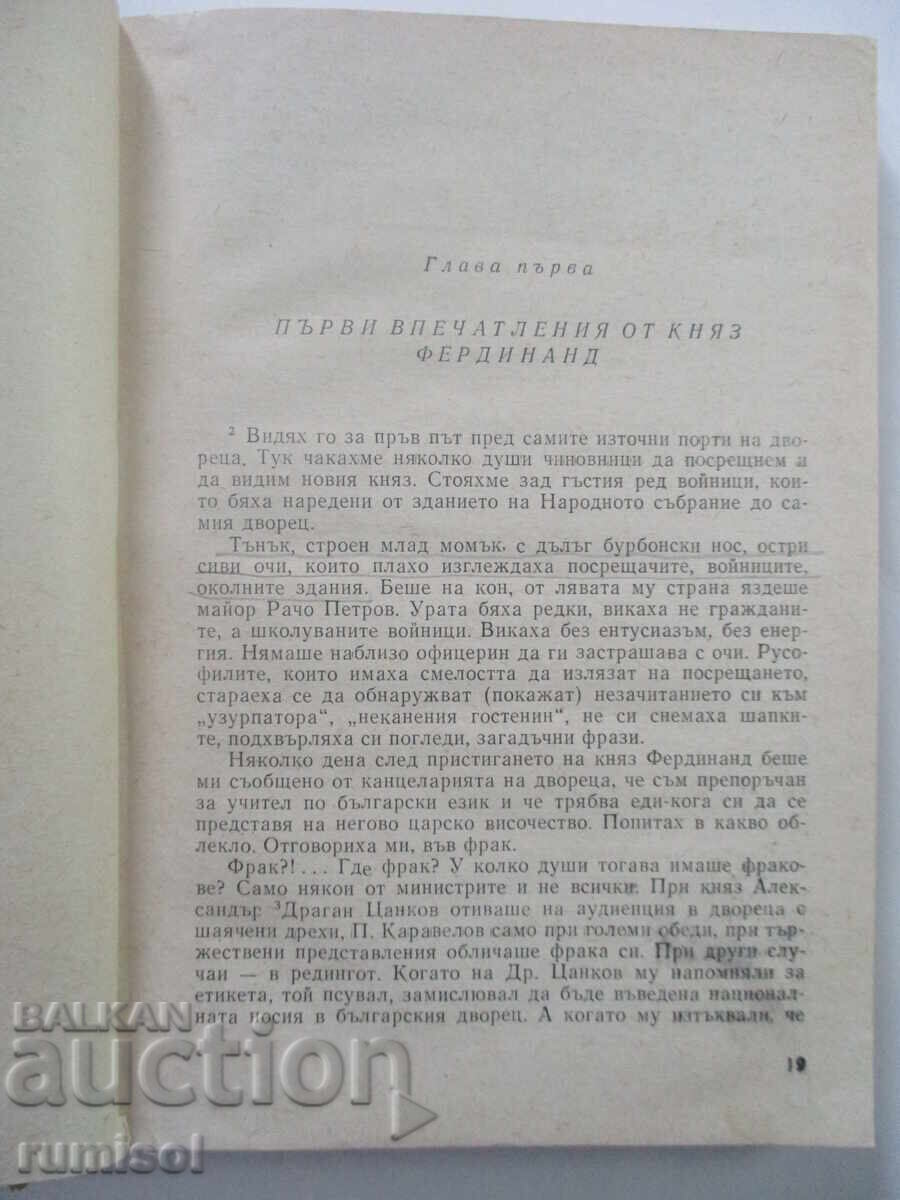 Глава първа
ПЪРВИ ВПЕЧАТЛЕНИЯ ОТ КНЯЗ
ФЕРДИНАНД
² Видях го за пръв път пред самите източни порти на дво-
реца. Тук чакахме няколко души чиновници да посрещнем и
да видим новия княз. Стояхме зад гъстия ред войници, кои-
то бяха наредени от зданието на Народното събрание до са-
мия дворец.
Тънък, строен млад момък. с дълъг бурбонски нос, остри
сиви очи, които плахо изглеждаха посрещачите, войниците,
околните здания. Беше на кон, от лявата му страна яздеше
майор Рачо Петров. Урата бяха редки, викаха не граждани-
те, а школуваните войници. Викаха без ентусиазъм, без енер-
гия. Нямаше наблизо офицерин да ги застрашава с очи. Русо-
филите, които имаха смелостта да излязат на посрещането,
стараеха се да обнаружват (покажат) незачитанието си към
„узурпатора“, „неканения гостенин“, не си снемаха шапки-
те, подхвърляха си погледи, загадъчни фрази.
Няколко дена след пристигането на княз Фердинанд беше
ми съобщено от канцеларията на двореца, че съм препоръчан
за учител по български език и че трябва еди-кога си да се
представя на негово царско височество. Попитах в какво об-
лекло. Отговориха ми, във фрак.
Фрак?!... Где фрак? У колко души тогава имаше фрако-
ве? Само някои от министрите и не всички. При княз Алек-
сандър ³Драган Цанков отиваше на аудиенция в двореца с
шаячени дрехи, П. Каравелов само при големи обеди, при тър-
жествени представления обличаше фрака си. При други слу-
чаи — в редингот. Когато на Др. Цанков му напомняли за
етикета, той псувал, замислювал да бъде въведена национал-
ната носия в българския дворец. А когато му изтъквали, че
19
BALKAN
auction
rumisol